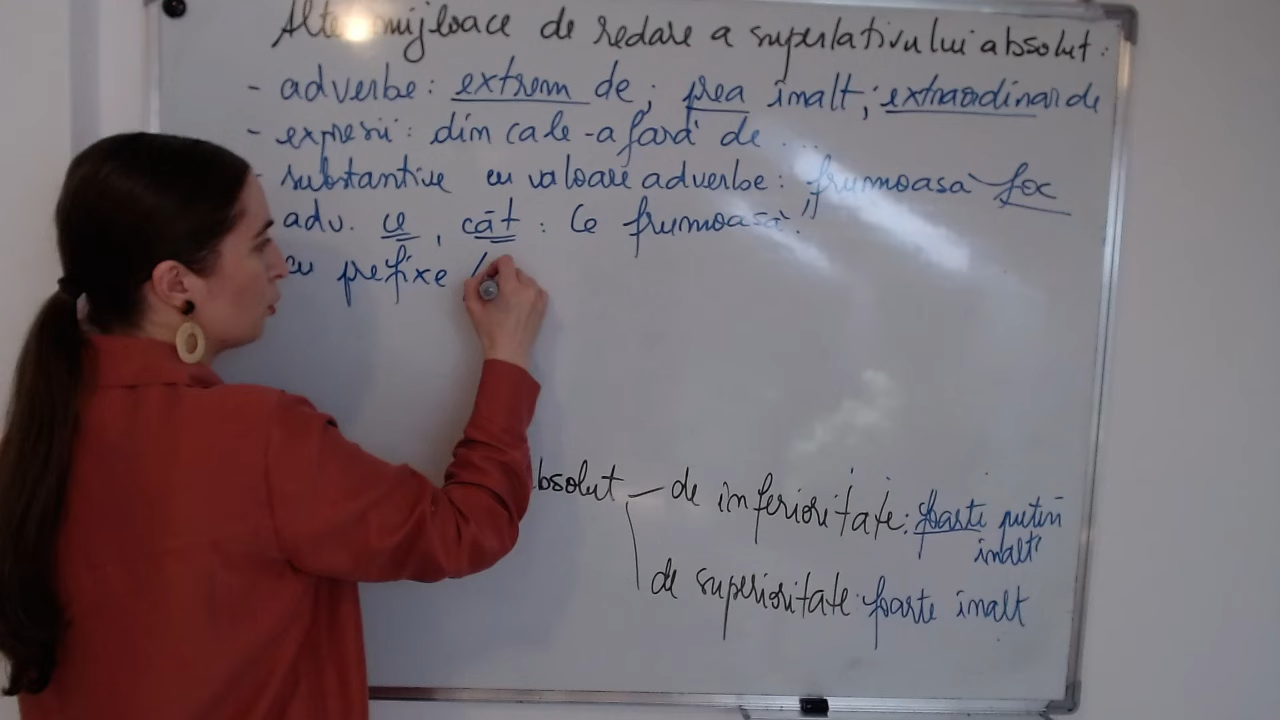 Alte mijloace de redare a superlativului absolut:
- adverbe: extrem de; prea înalt; extraordinar de
- expresii: din cale-afară de ...
- substantive cu valoare adverbe: frumoasă foc
adv. ce, cât: Ce frumoasă!
cu prefixe
absolut - de inferioritate: foarte puțin
înalt
de superioritate: foarte înalt